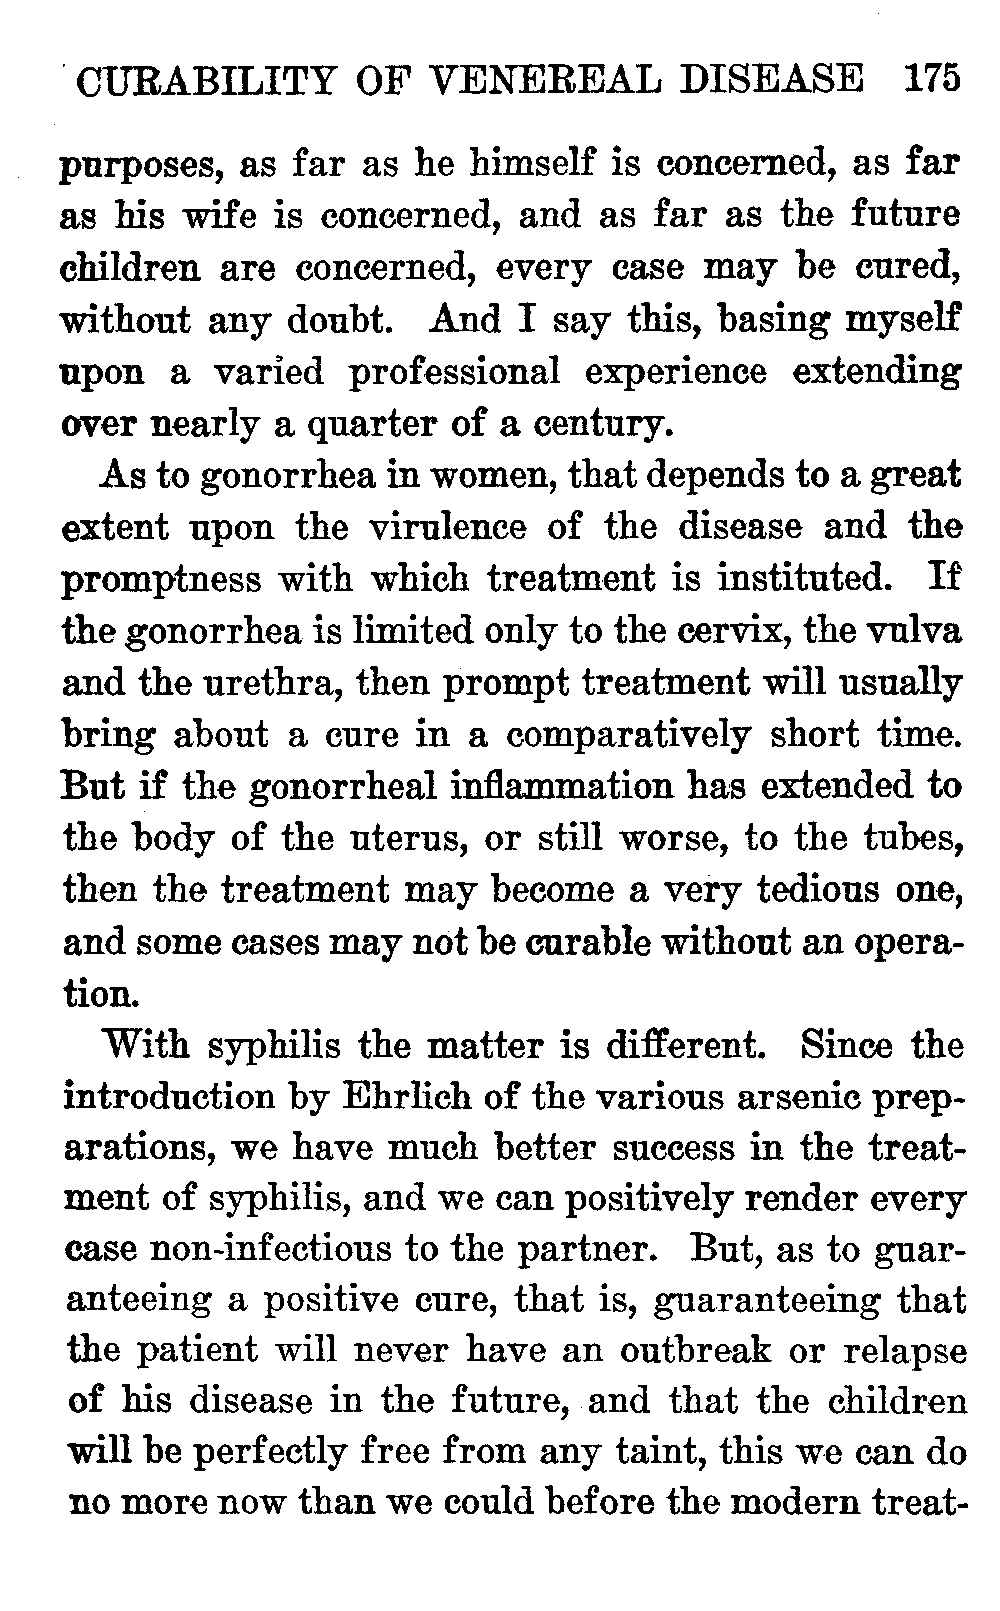 CURABILITY OF VENEREAL DISEASE 175
purposes, as far as he himself is concerned, as far
as his wife is concerned, and as far as the future
children are concerned, every case may be cured,
without any doubt. And I say this, basing myself
upon a varied professional experience extending
over nearly a quarter of a century.
As to gonorrhea in women, that depends to a great
extent upon the virulence of the disease and the
promptness with which treatment is instituted. If
the gonorrhea is limited only to the cervix, the vulva
and the urethra, then prompt treatment will usually
bring about a cure in a comparatively short time.
But if the gonorrheal inflammation has extended to
the body of the uterus, or still worse, to the tubes,
then the treatment may become a very tedious one,
and some cases may not be curable without an opera-
tion.
With syphilis the matter is different. Since the
introduction by Ehrlich of the various arsenic prep-
arations, we have much better success in the treat-
ment of syphilis, and we can positively render every
case non-infectious to the partner. But, as to guar-
anteeing a positive cure, that is, guaranteeing that
the patient will never have an outbreak or relapse
of his disease in the future, and that the children
will be perfectly free from any taint, this we can do
no more now than we could before the modern treat-